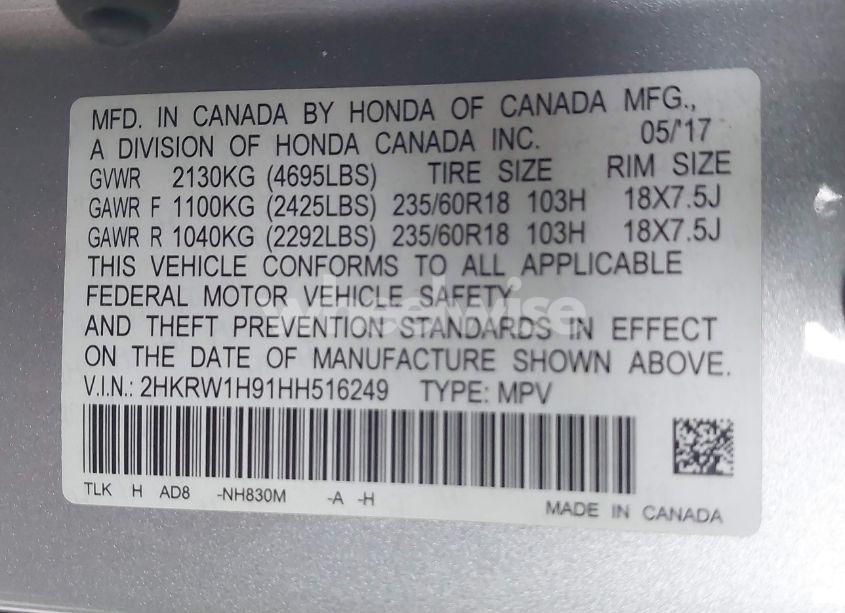 MFD. IN CANADA BY HONDA OF CANADA MFG.,
A DIVISION OF HONDA CANADA INC. 05/'17
GVWR 2130KG (4695LBS) TIRE SIZE RIM SIZE
GAWR F 1100KG (2425LBS) 235/60R18 103H 18X7.5J
GAWR R 1040KG (2292LBS) 235/60R18 103H 18X7.5J
THIS VEHICLE CONFORMS TO ALL APPLICABLE
FEDERAL MOTOR VEHICLE SAFETY
wheelwise
AND THEFT PREVENTION STANDARDS IN EFFECT
ON THE DATE OF MANUFACTURE SHOWN ABOVE.
V.I.N.: 2HKRW1H91HH516249 TYPE: MPV
TLK H AD8 -NH830M -A -H
MADE IN CANADA